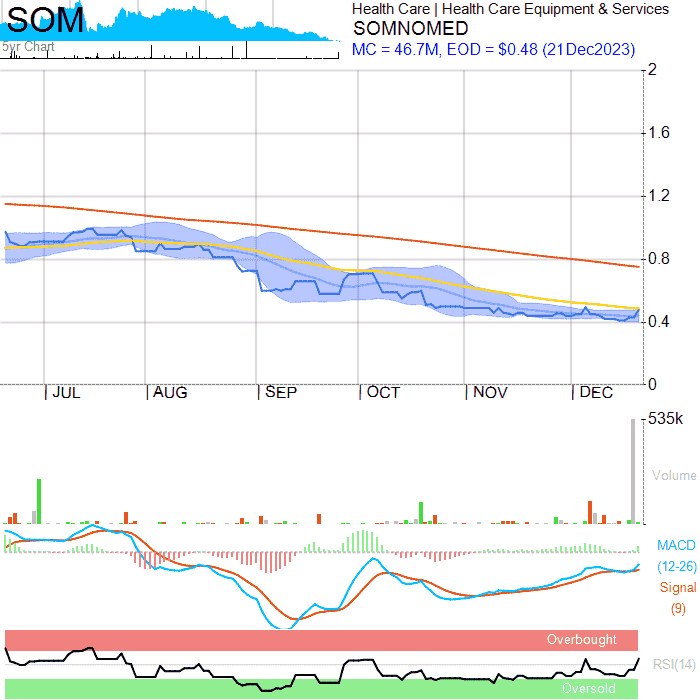 SOM
5yr Chart
Health Care | Health Care Equipment & Services
SOMNOMED
MC = 46.7M, EOD = $0.48 (21Dec2023)
2
1.6
1.2
0.8
0.4
0
JUL
AUG
SEP
OCT
NOV
DEC
535k
Volume
MACD
(12-26)
Signal
(9)
Overbought
RSI(14)
Oversold